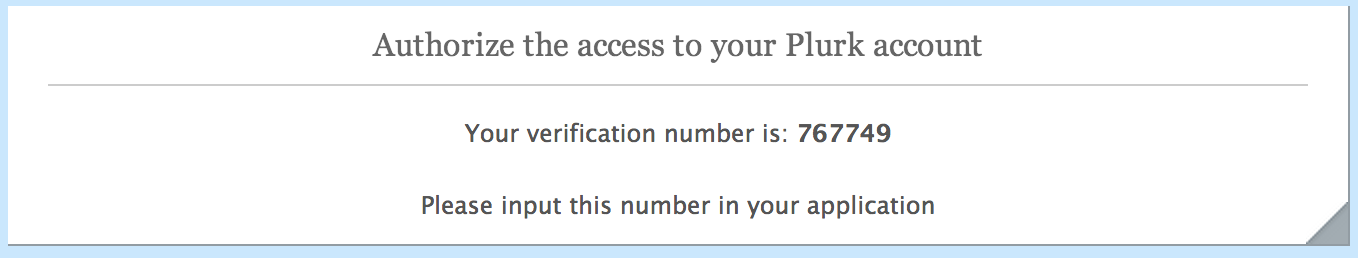 Authorize the access to your Plurk account
Your verification number is: 767749
Please input this number in your application